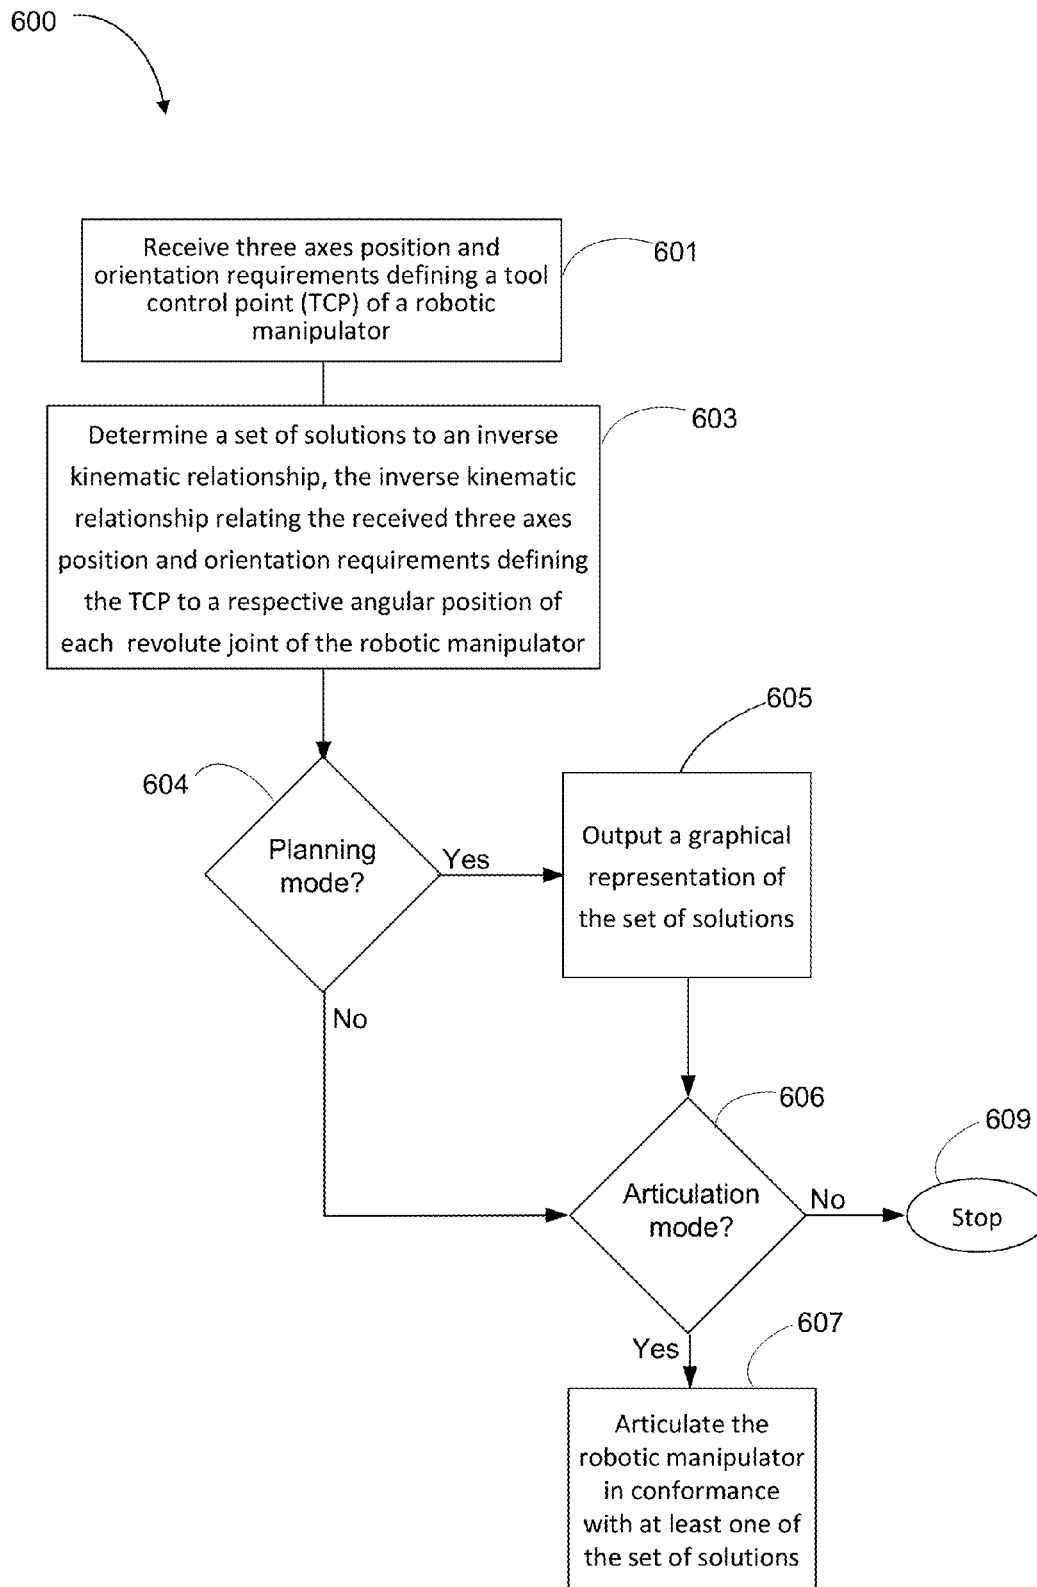 600
Receive three axes position and
orientation requirements defining a tool
control point (TCP) of a robotic
manipulator
601
603
Determine a set of solutions to an inverse
kinematic relationship, the inverse kinematic
relationship relating the received three axes
position and orientation requirements defining
the TCP to a respective angular position of
each revolute joint of the robotic manipulator
605
604
Planning
mode?
Yes
Output a graphical
representation of
the set of solutions
No
606
609
Articulation
mode?
No
Stop
Yes
607
Articulate the
robotic manipulator
in conformance
with at least one of
the set of solutions